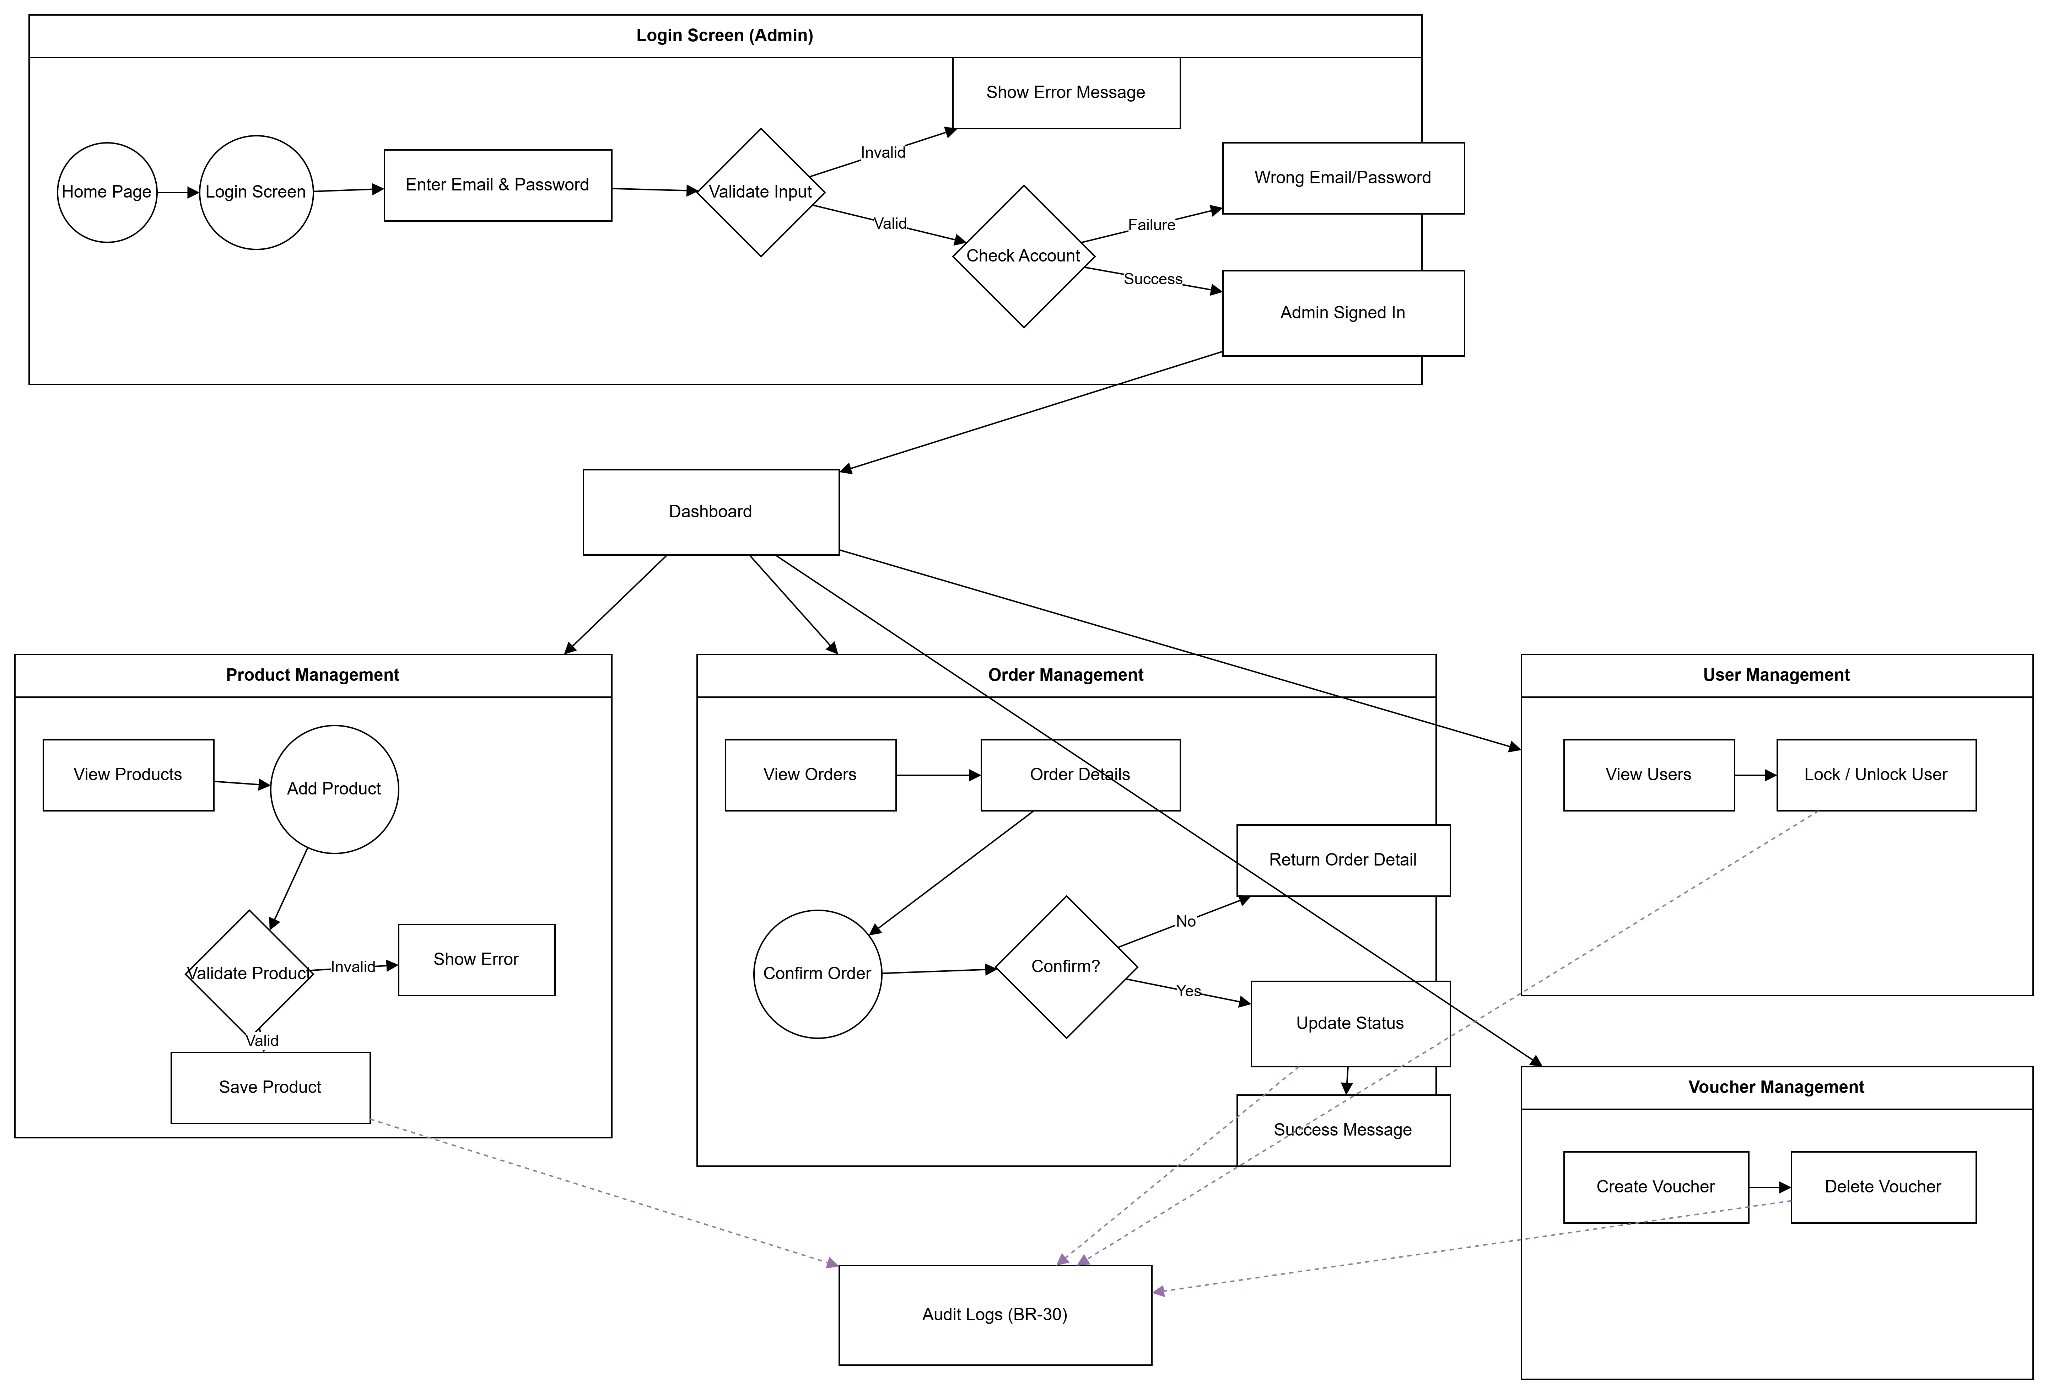 Login Screen (Admin)
Show Error Message
Home Page
Login Screen
Enter Email & Password
Validate Input
Invalid
Valid
Check Account
Failure
Wrong Email/Password
Success
Admin Signed In
Dashboard
Product Management
View Products
Add Product
Validate Product
Invalid
Show Error
Valid
Save Product
Order Management
View Orders
Order Details
Return Order Detail
Confirm Order
Confirm?
No
Yes
Update Status
Success Message
User Management
View Users
Lock / Unlock User
Voucher Management
Create Voucher
Delete Voucher
Audit Logs (BR-30)